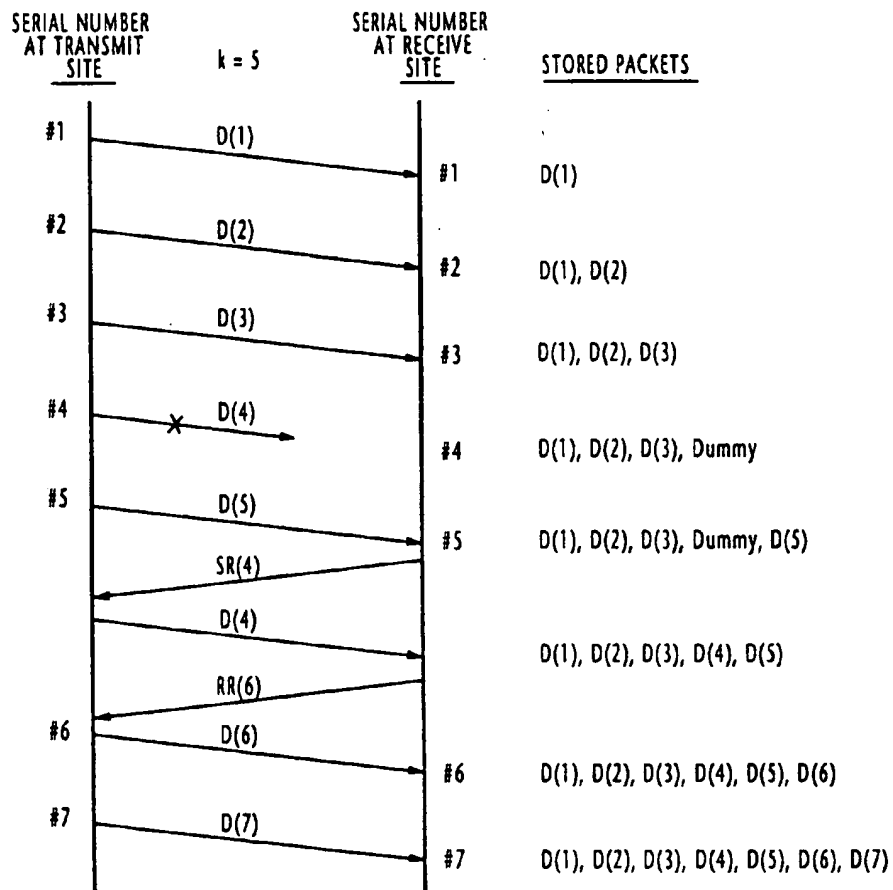 SERIAL NUMBER
AT TRANSMIT
SITE
k = 5
SERIAL NUMBER
AT RECEIVE
SITE
STORED PACKETS
#1
D(1)
#1
D(1)
#2
D(2)
#2
D(1), D(2)
#3
D(3)
#3
D(1), D(2), D(3)
#4
D(4)
#4
D(1), D(2), D(3), Dummy
#5
D(5)
#5
D(1), D(2), D(3), Dummy, D(5)
SR(4)
D(4)
D(1), D(2), D(3), D(4), D(5)
RR(6)
#6
D(6)
#6
D(1), D(2), D(3), D(4), D(5), D(6)
#7
D(7)
#7
D(1), D(2), D(3), D(4), D(5), D(6), D(7)